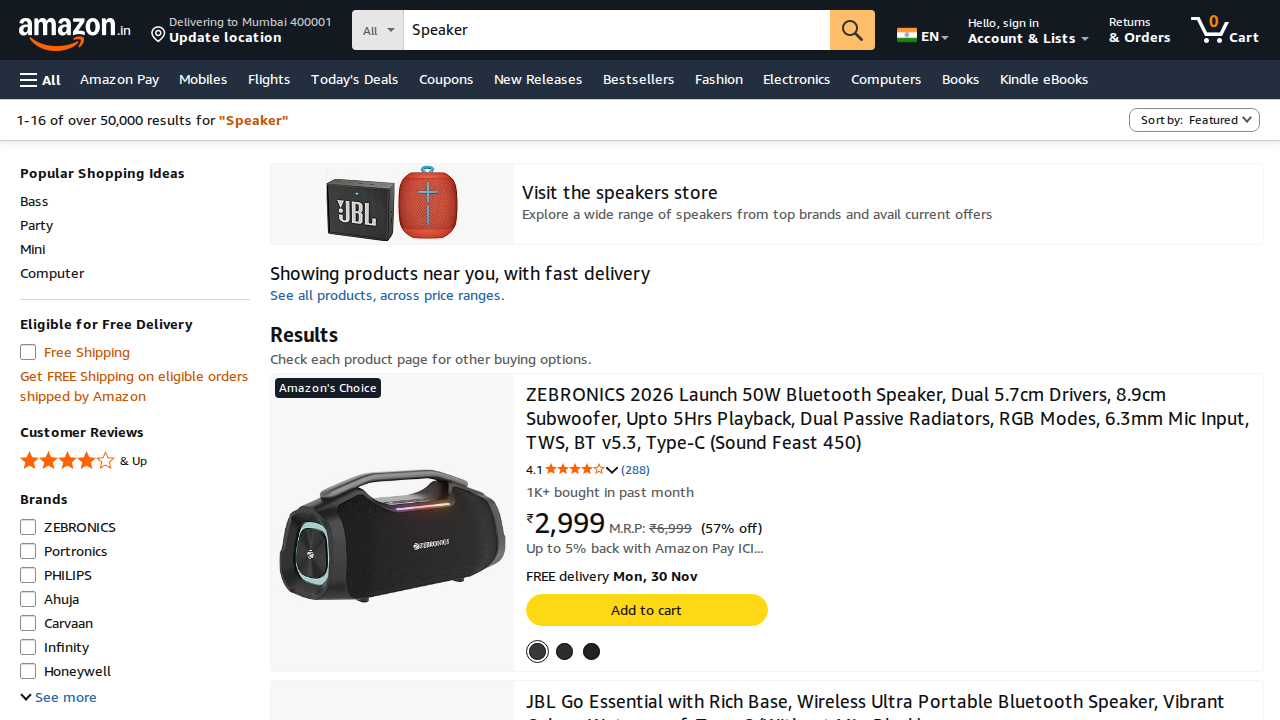 amazon.in
Delivering to Mumbai 400001
Update location
All
Speaker
EN
Hello, sign in
Account & Lists
Returns
& Orders
0
Cart
All
Amazon Pay
Mobiles
Flights
Today's Deals
Coupons
New Releases
Bestsellers
Fashion
Electronics
Computers
Books
Kindle eBooks
1-16 of over 50,000 results for "Speaker"
Sort by: Featured
Popular Shopping Ideas
Bass
Party
Mini
Computer
Eligible for Free Delivery
Free Shipping
Get FREE Shipping on eligible orders
shipped by Amazon
Customer Reviews
& Up
Brands
ZEBRONICS
Portronics
PHILIPS
Ahuja
Carvaan
Infinity
Honeywell
See more
JBL
Visit the speakers store
Explore a wide range of speakers from top brands and avail current offers
Showing products near you, with fast delivery
See all products, across price ranges.
Results
Check each product page for other buying options.
Amazon's Choice
ZEBRONICS
ZEBRONICS 2026 Launch 50W Bluetooth Speaker, Dual 5.7cm Drivers, 8.9cm
Subwoofer, Upto 5Hrs Playback, Dual Passive Radiators, RGB Modes, 6.3mm Mic Input,
TWS, BT v5.3, Type-C (Sound Feast 450)
4.1 (288)
1K+ bought in past month
₹2,999 M.R.P: ₹6,999 (57% off)
Up to 5% back with Amazon Pay ICI...
FREE delivery Mon, 30 Nov
Add to cart
JBL Go Essential with Rich Base, Wireless Ultra Portable Bluetooth Speaker, Vibrant